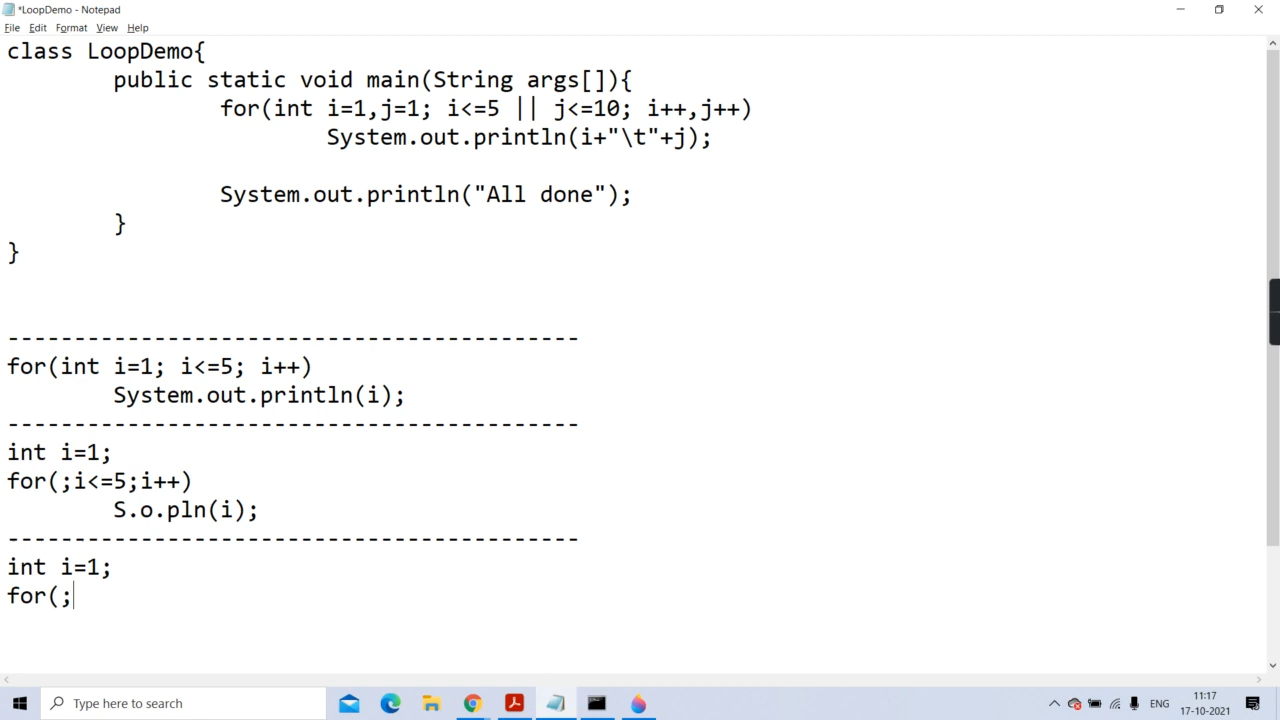 *LoopDemo - Notepad
File Edit Format View Help
class LoopDemo{
        public static void main(String args[]){
                for(int i=1,j=1; i<=5 || j<=10; i++,j++)
                        System.out.println(i+"\t"+j);

                System.out.println("All done");
        }
}

-------------------------------------------
for(int i=1; i<=5; i++)
        System.out.println(i);
-------------------------------------------
int i=1;
for(;i<=5;i++)
        S.o.pln(i);
-------------------------------------------
int i=1;
for(;
Type here to search
ENG
11:17
17-10-2021